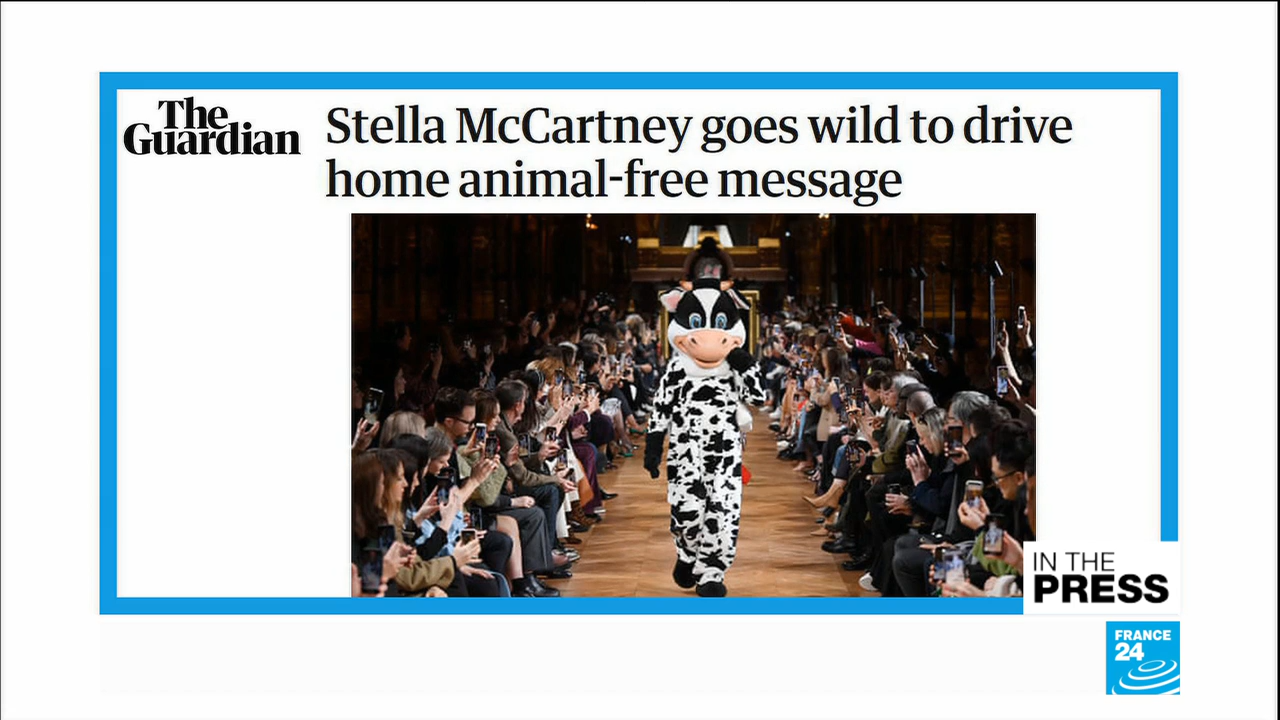 The
Guardian
Stella McCartney goes wild to drive
home animal-free message
IN THE
PRESS
FRANCE
24